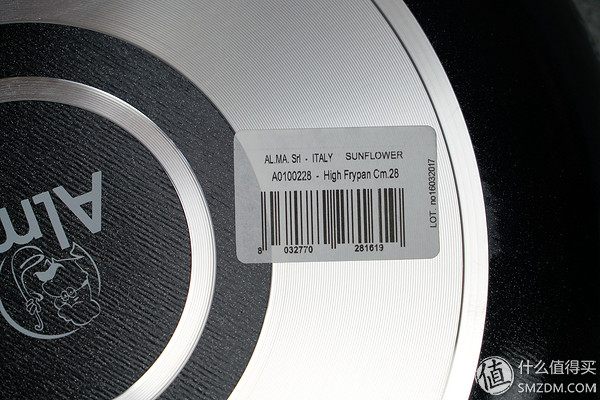 AL.MA. Srl - ITALY SUNFLOWER
A0100228 - High Frypan Cm.28
8 032770 281619
LOT no16032017
Alm
值 什么值得买
SMZDM.COM